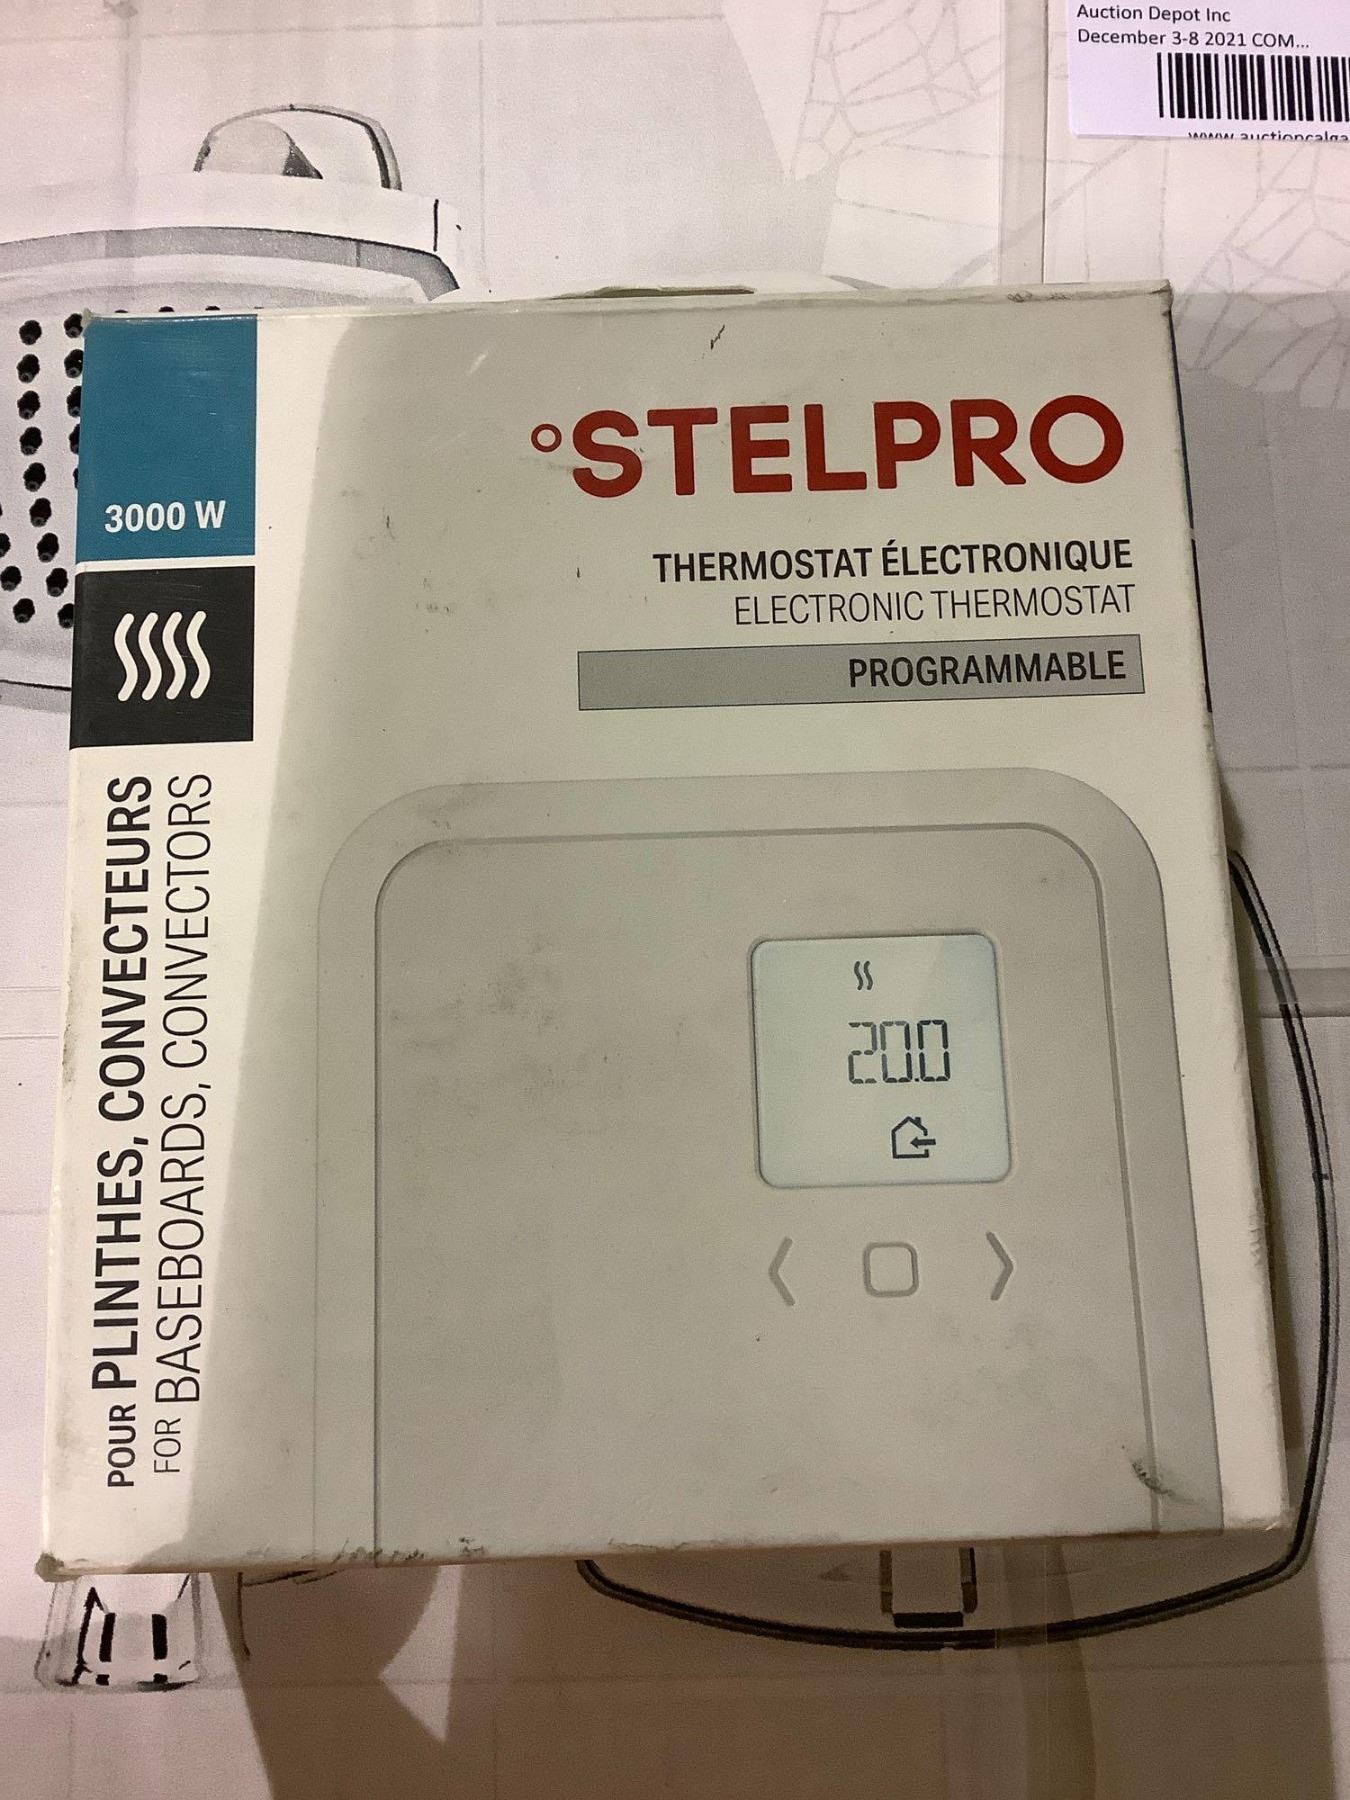 Auction Depot Inc
December 3-8 2021 COM...
°STELPRO
3000 W
THERMOSTAT ÉLECTRONIQUE
ELECTRONIC THERMOSTAT
PROGRAMMABLE
POUR PLINTHES, CONVECTEURS
FOR BASEBOARDS, CONVECTORS
20.0